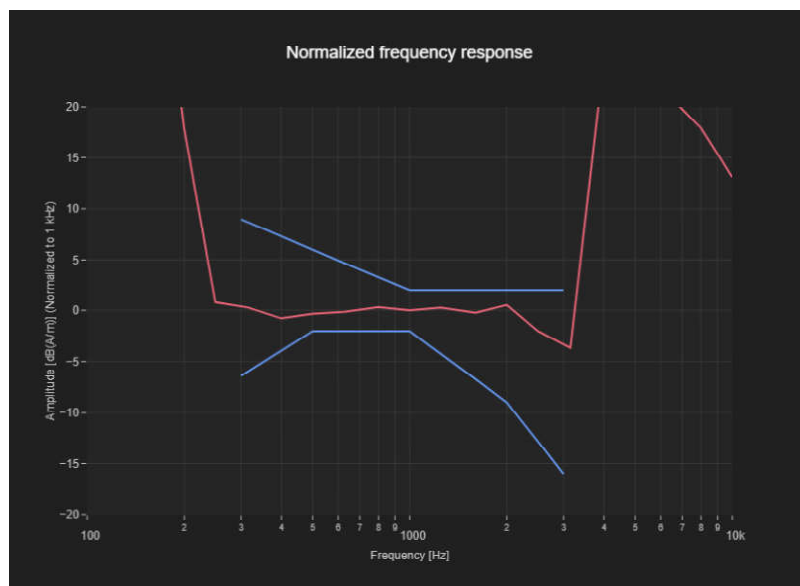 Normalized frequency response
20
15
10
5
0
−5
−10
−15
−20
Amplitude [dB(A/m)] (Normalized to 1 kHz)
100 2 3 4 5 6 7 8 9 1000 2 3 4 5 6 7 8 9 10k
Frequency [Hz]